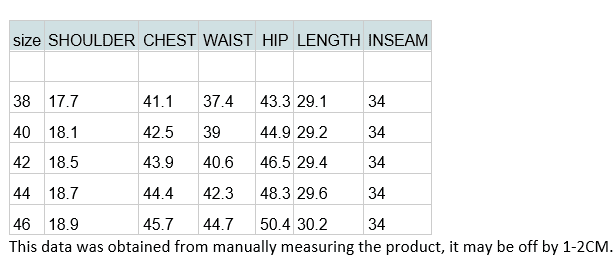 size SHOULDER CHEST WAIST HIP LENGTH INSEAM
38 17.7 41.1 37.4 43.3 29.1 34
40 18.1 42.5 39 44.9 29.2 34
42 18.5 43.9 40.6 46.5 29.4 34
44 18.7 44.4 42.3 48.3 29.6 34
46 18.9 45.7 44.7 50.4 30.2 34
This data was obtained from manually measuring the product, it may be off by 1-2CM.